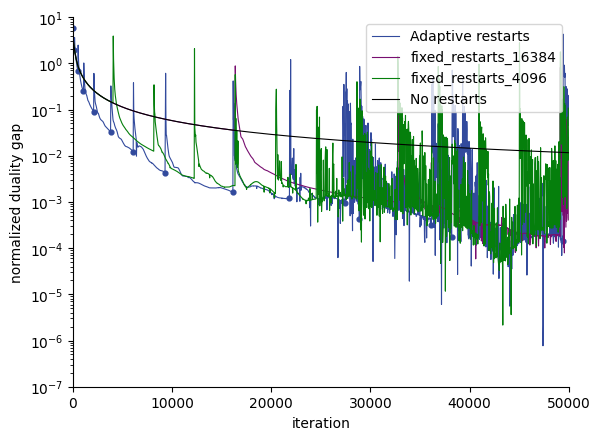 normalized duality gap
10^1
10^0
10^-1
10^-2
10^-3
10^-4
10^-5
10^-6
10^-7
Adaptive restarts
fixed_restarts_16384
fixed_restarts_4096
No restarts
0 10000 20000 30000 40000 50000
iteration